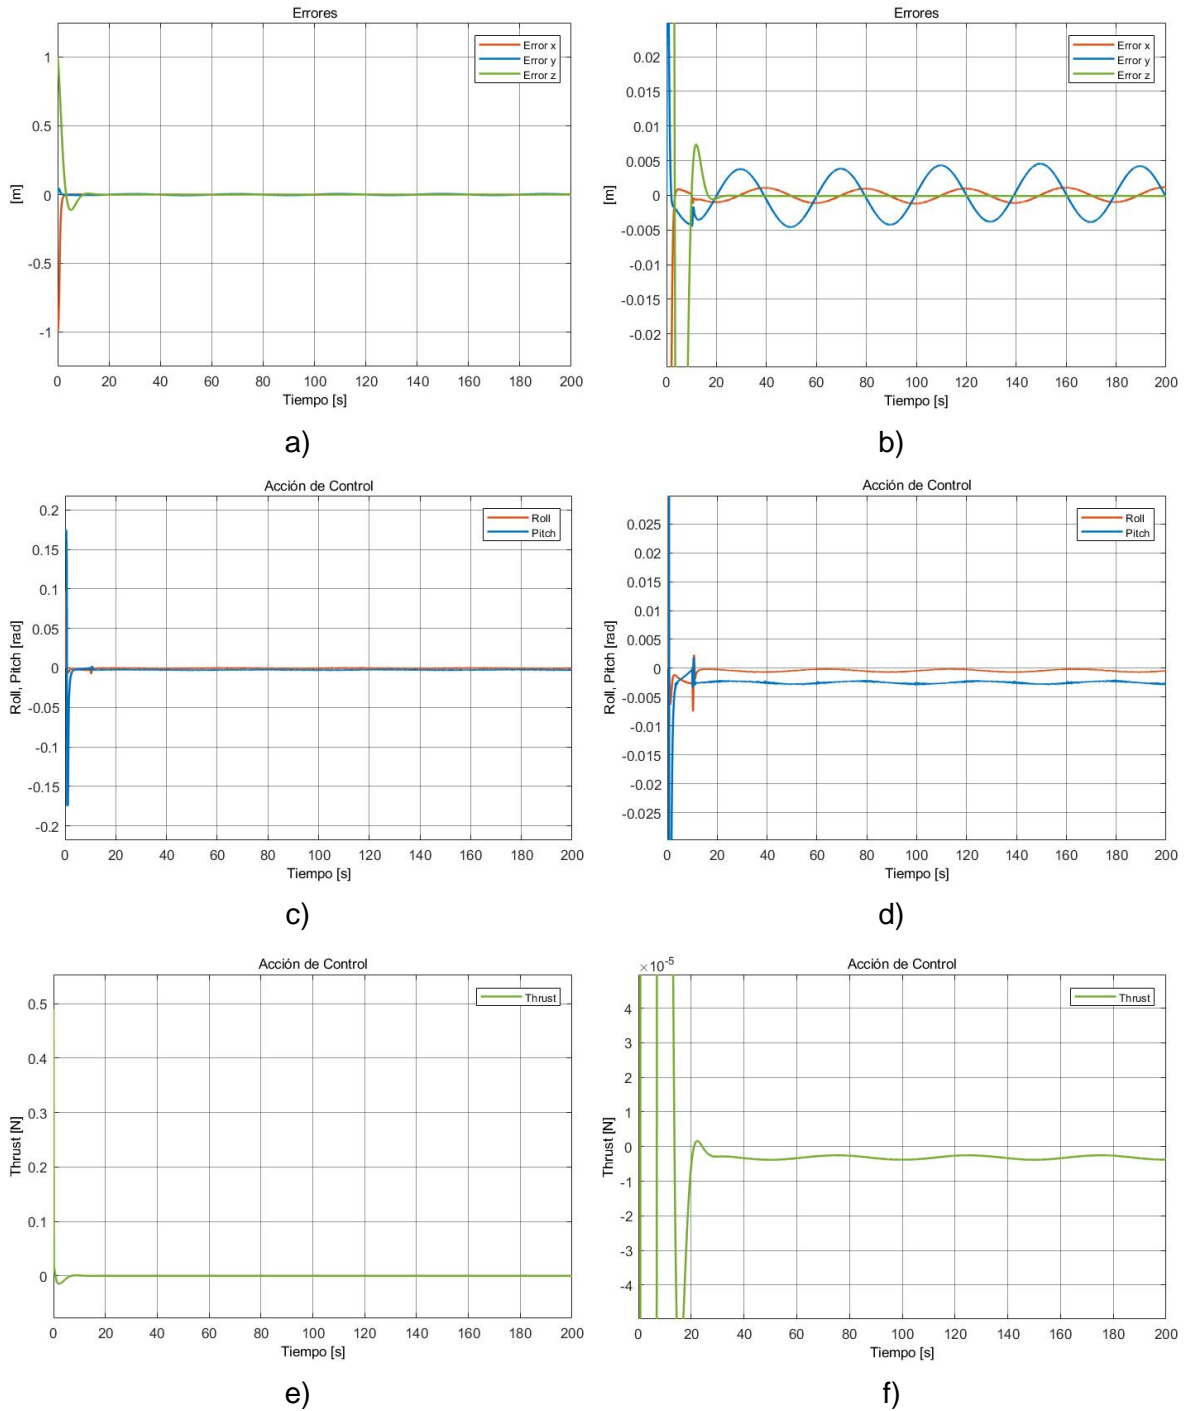 Errores
Error x
Error y
Error z
1
0.5
0
-0.5
-1
[m]
0 20 40 60 80 100 120 140 160 180 200
Tiempo [s]
a)
Errores
Error x
Error y
Error z
0.02
0.015
0.01
0.005
0
-0.005
-0.01
-0.015
-0.02
[m]
0 20 40 60 80 100 120 140 160 180 200
Tiempo [s]
b)
Acción de Control
Roll
Pitch
0.2
0.15
0.1
0.05
0
-0.05
-0.1
-0.15
-0.2
Roll, Pitch [rad]
0 20 40 60 80 100 120 140 160 180 200
Tiempo [s]
c)
Acción de Control
Roll
Pitch
0.025
0.02
0.015
0.01
0.005
0
-0.005
-0.01
-0.015
-0.02
-0.025
Roll, Pitch [rad]
0 20 40 60 80 100 120 140 160 180 200
Tiempo [s]
d)
Acción de Control
Thrust
0.5
0.4
0.3
0.2
0.1
0
Thrust [N]
0 20 40 60 80 100 120 140 160 180 200
Tiempo [s]
e)
×10⁻⁵
Acción de Control
Thrust
4
3
2
1
0
-1
-2
-3
-4
Thrust [N]
0 20 40 60 80 100 120 140 160 180 200
Tiempo [s]
f)